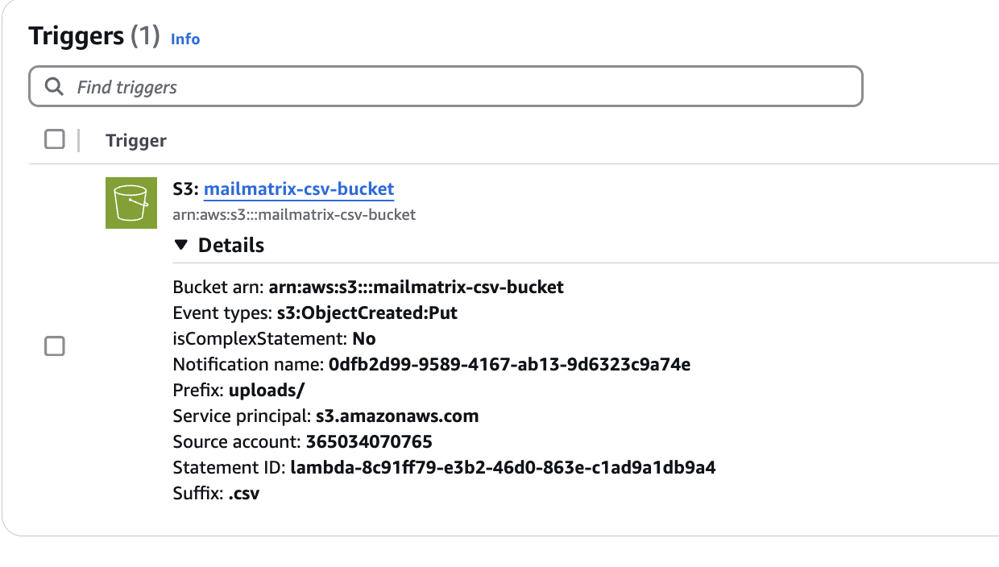 Triggers (1) Info
Find triggers
Trigger
S3: mailmatrix-csv-bucket
arn:aws:s3:::mailmatrix-csv-bucket
▼ Details
Bucket arn: arn:aws:s3:::mailmatrix-csv-bucket
Event types: s3:ObjectCreated:Put
isComplexStatement: No
Notification name: 0dfb2d99-9589-4167-ab13-9d6323c9a74e
Prefix: uploads/
Service principal: s3.amazonaws.com
Source account: 365034070765
Statement ID: lambda-8c91ff79-e3b2-46d0-863e-c1ad9a1db9a4
Suffix: .csv